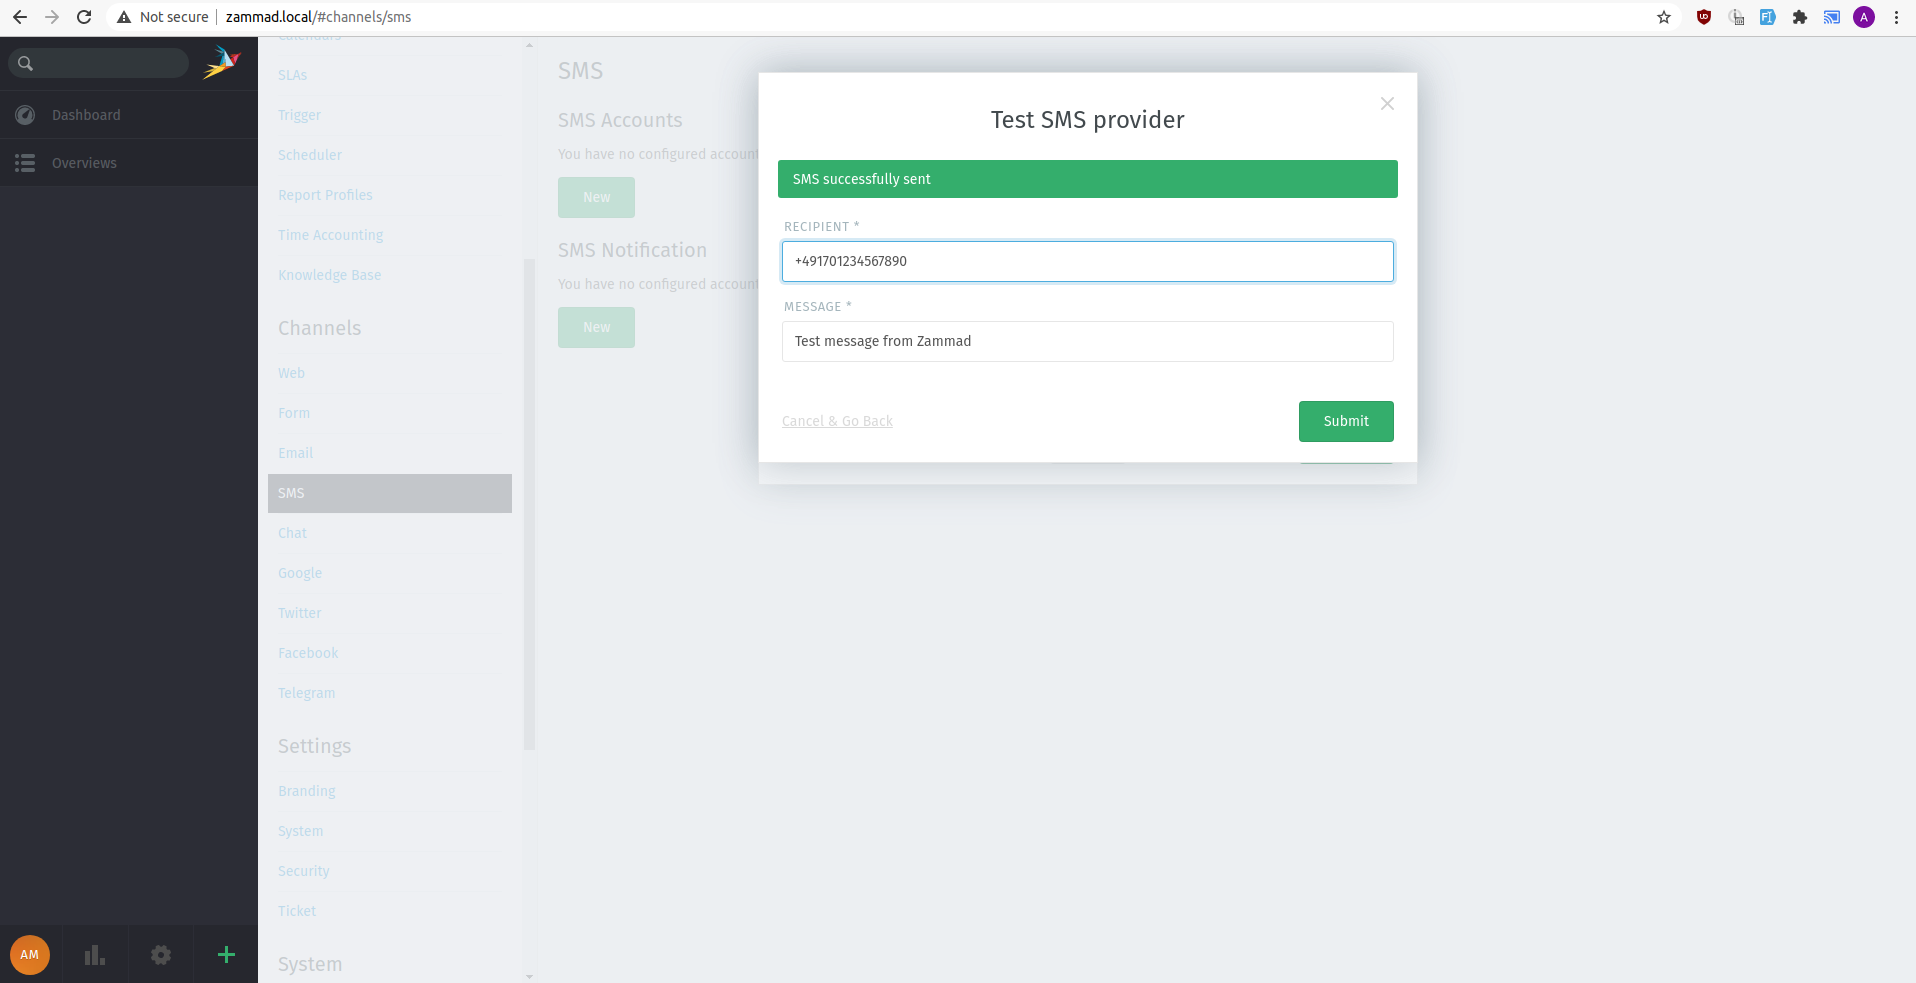 Not secure
zammad.local/#channels/sms
A
Dashboard
Overviews
AM
Calendars
SLAs
Trigger
Scheduler
Report Profiles
Time Accounting
Knowledge Base
Channels
Web
Form
Email
SMS
Chat
Google
Twitter
Facebook
Telegram
Settings
Branding
System
Security
Ticket
System
SMS
SMS Accounts
You have no configured account
New
SMS Notification
You have no configured account
New
Test SMS provider
SMS successfully sent
RECIPIENT *
+491701234567890
MESSAGE *
Test message from Zammad
Cancel & Go Back
Submit